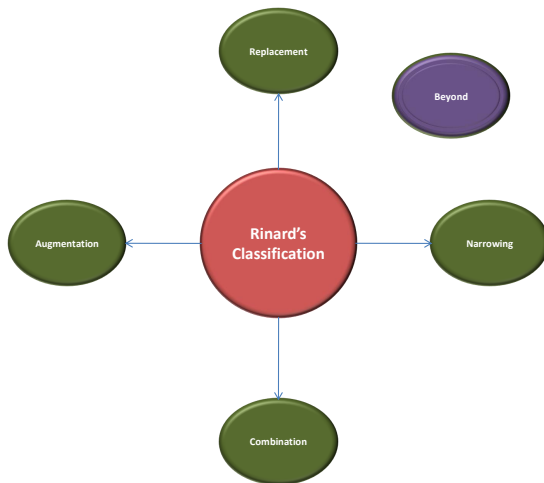 Replacement
Beyond
Augmentation
Rinard's
Classification
Narrowing
Combination